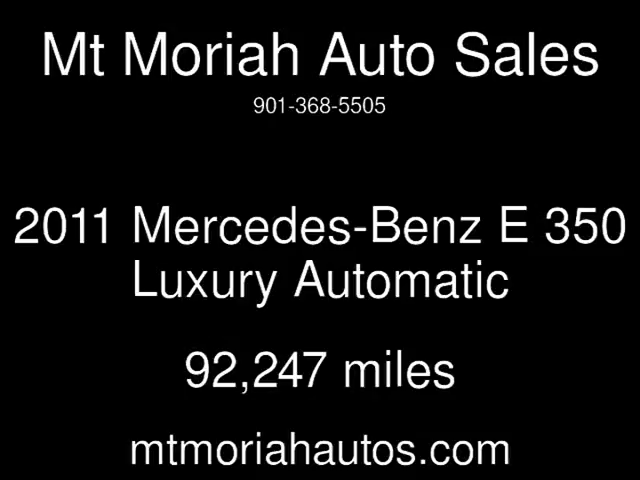 Mt Moriah Auto Sales
901-368-5505
2011 Mercedes-Benz E 350
Luxury Automatic
92,247 miles
mtmoriahautos.com